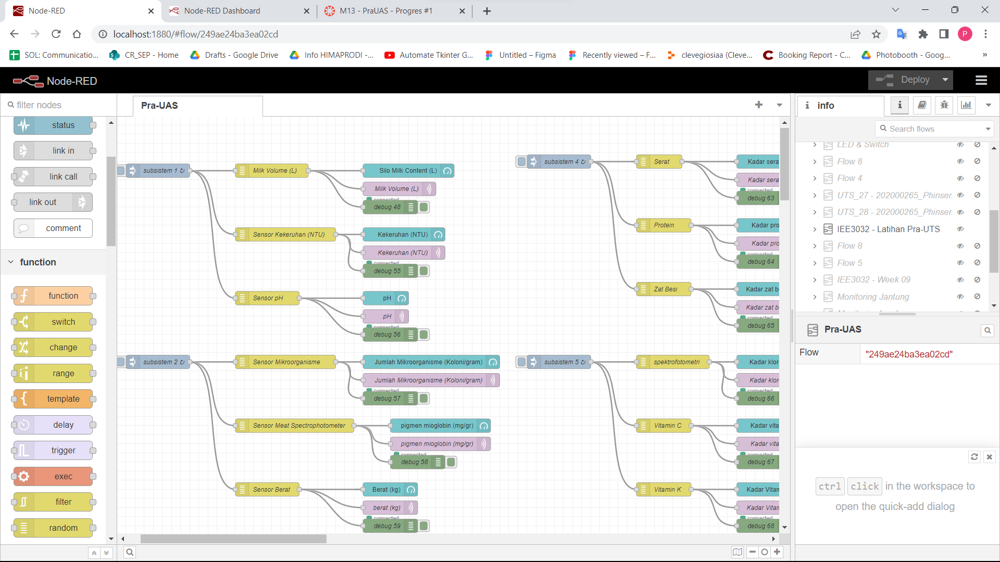 Node-RED
Node-RED Dashboard
M13 - PraUAS - Progres #1
localhost:1880/#flow/249ae24ba3ea02cd
P
SOL: Communicatio...
CR_SEP - Home
Drafts - Google Drive
Info HIMAPRODI -...
Automate Tkinter G...
Untitled – Figma
Recently viewed – F...
clevegiosiaa (Cleve...
Booking Report - C...
Photobooth - Goog...
»
Node-RED
Deploy
filter nodes
status
link in
link call
link out
comment
function
function
switch
change
range
template
delay
trigger
exec
filter
random
Pra-UAS
subsistem 1 ↻
Milk Volume (L)
Silo Milk Content (L)
Milk Volume (L)
connected
debug 48
Sensor Kekeruhan (NTU)
Kekeruhan (NTU)
Kekeruhan (NTU)
connected
debug 55
Sensor pH
pH
pH
connected
debug 56
subsistem 2 ↻
Sensor Mikroorganisme
Jumlah Mikroorganisme (Koloni/gram)
Jumlah Mikroorganisme (Koloni/gram)
connected
debug 57
Sensor Meat Spectrophotometer
pigmen mioglobin (mg/gr)
pigmen mioglobin (mg/gr)
connected
debug 58
Sensor Berat
Berat (kg)
berat (kg)
connected
debug 59
subsistem 4 ↻
Serat
Kadar sera
Kadar sera
connected
debug 63
Protein
Kadar pro
Kadar pro
connected
debug 64
Zat Besi
Kadar zat b
Kadar zat b
connected
debug 65
subsistem 5 ↻
spektrofotometri
Kadar klor
Kadar klor
connected
debug 66
Vitamin C
Kadar vita
Kadar vita
connected
debug 67
Vitamin K
Kadar Vitan
Kadar Vitan
connected
debug 68
info
Search flows
LED & Switch
Flow 8
Flow 4
UTS_27 - 202000265_Phinser
UTS_28 - 202000265_Phinser
IEE3032 - Latihan Pra-UTS
Flow 8
Flow 5
IEE3032 - Week 09
Monitoring Jantung
Pra-UAS
Flow
"249ae24ba3ea02cd"
ctrl click in the workspace to
open the quick-add dialog